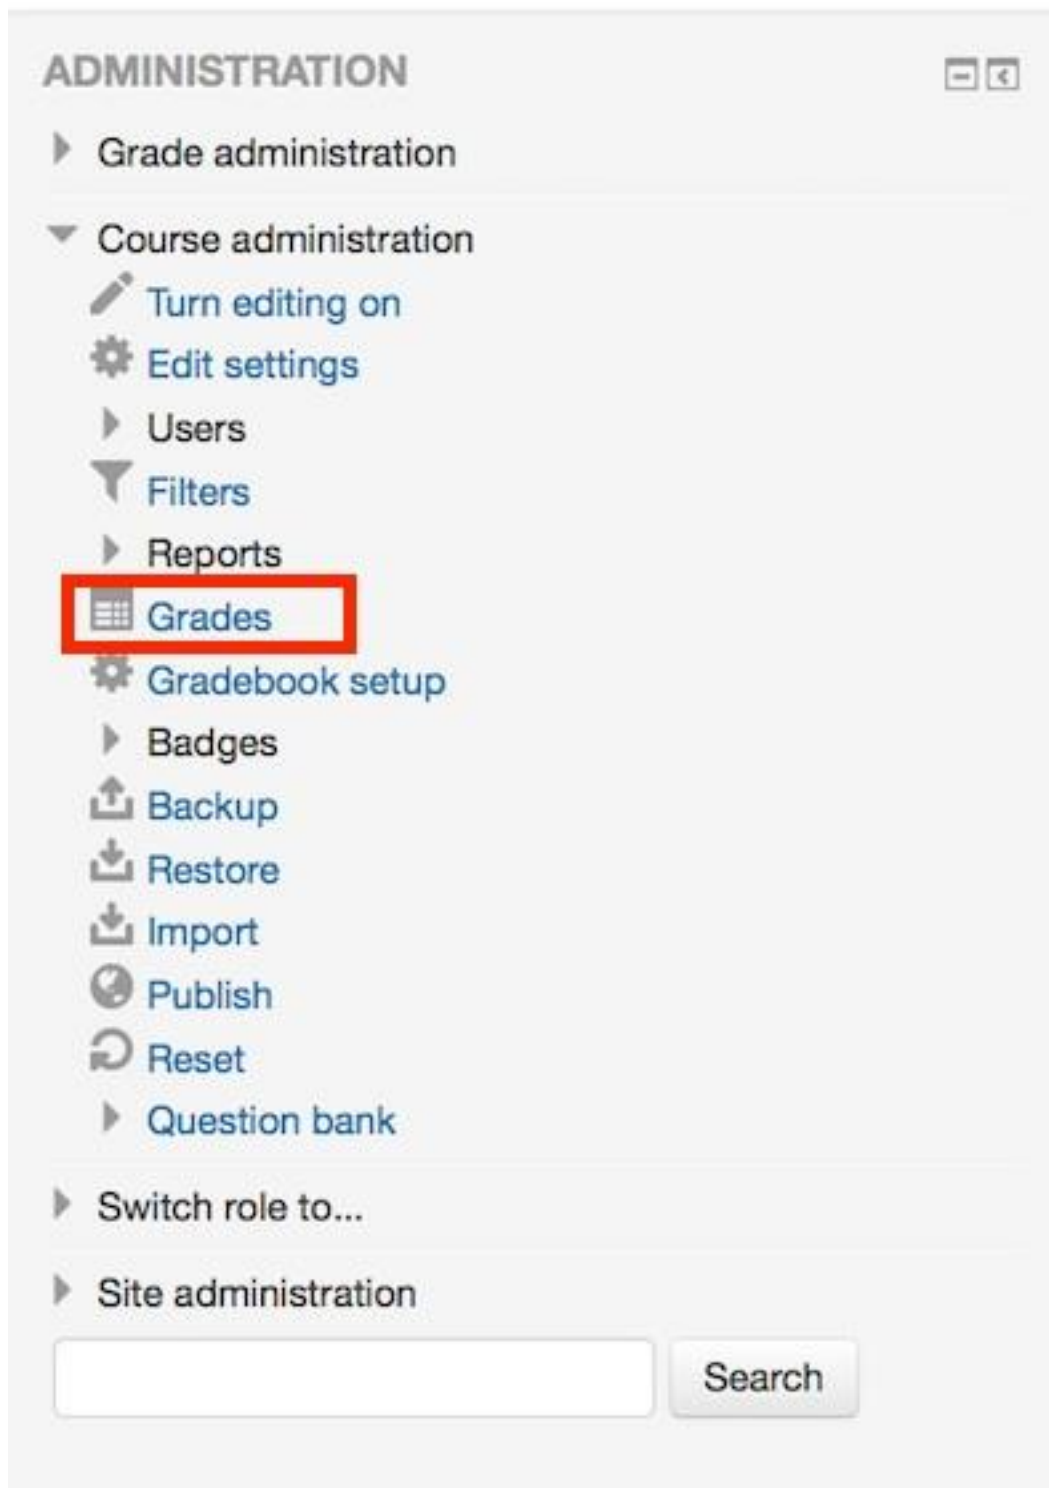 ADMINISTRATION
Grade administration
Course administration
Turn editing on
Edit settings
Users
Filters
Reports
Grades
Gradebook setup
Badges
Backup
Restore
Import
Publish
Reset
Question bank
Switch role to...
Site administration
Search